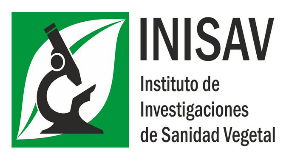 INISAV
Instituto de
Investigaciones
de Sanidad Vegetal